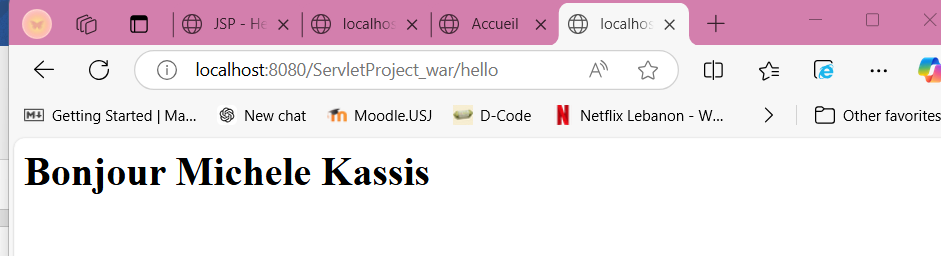 JSP - He
localhos
Accueil
localhos
localhost:8080/ServletProject_war/hello
Getting Started | Ma...
New chat
Moodle.USJ
D-Code
Netflix Lebanon - W...
Other favorites
Bonjour Michele Kassis